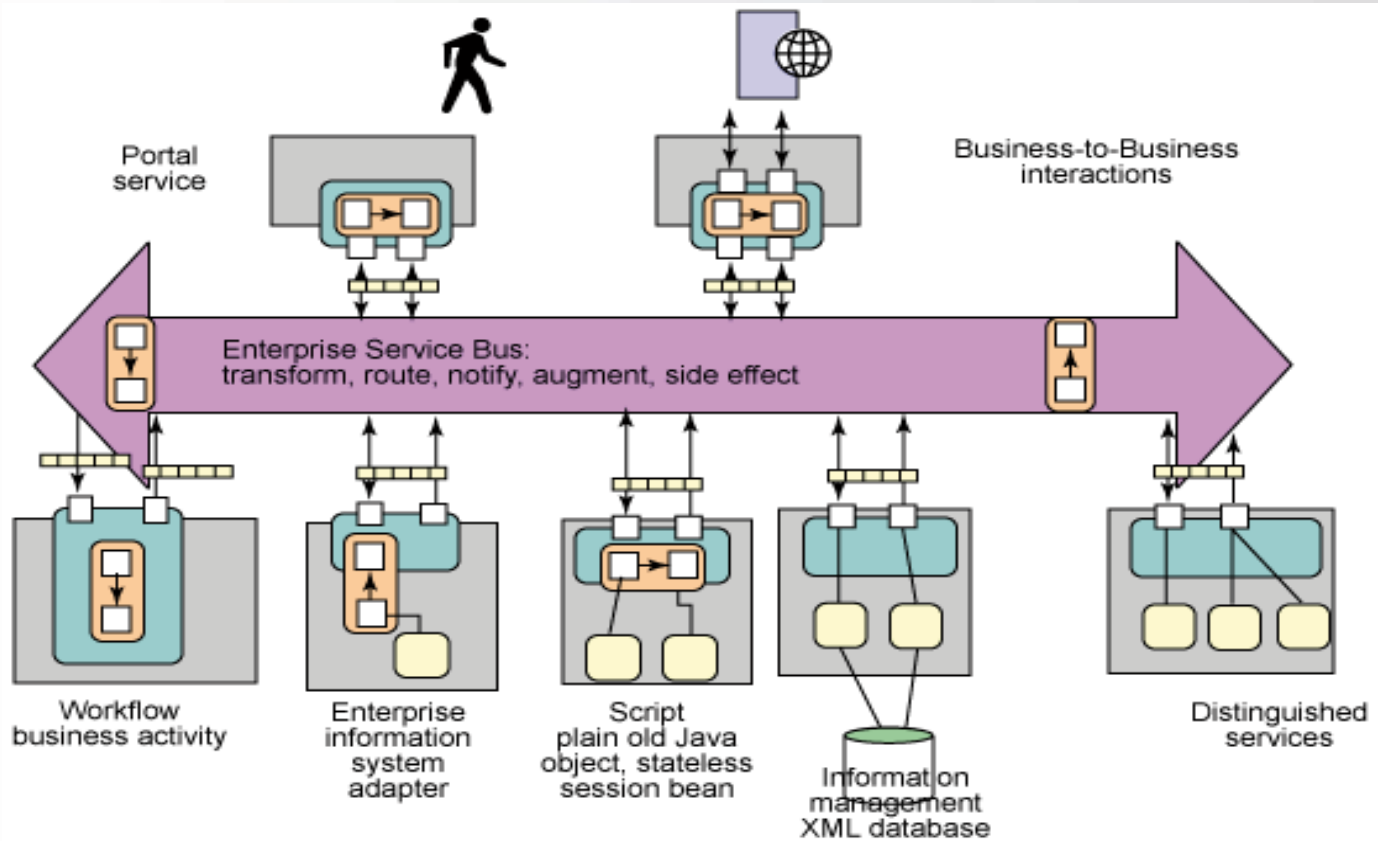 Portal
service
Business-to-Business
interactions
Enterprise Service Bus:
transform, route, notify, augment, side effect
Workflow
business activity
Enterprise
information
system
adapter
Script
plain old Java
object, stateless
session bean
Information
management
XML database
Distinguished
services